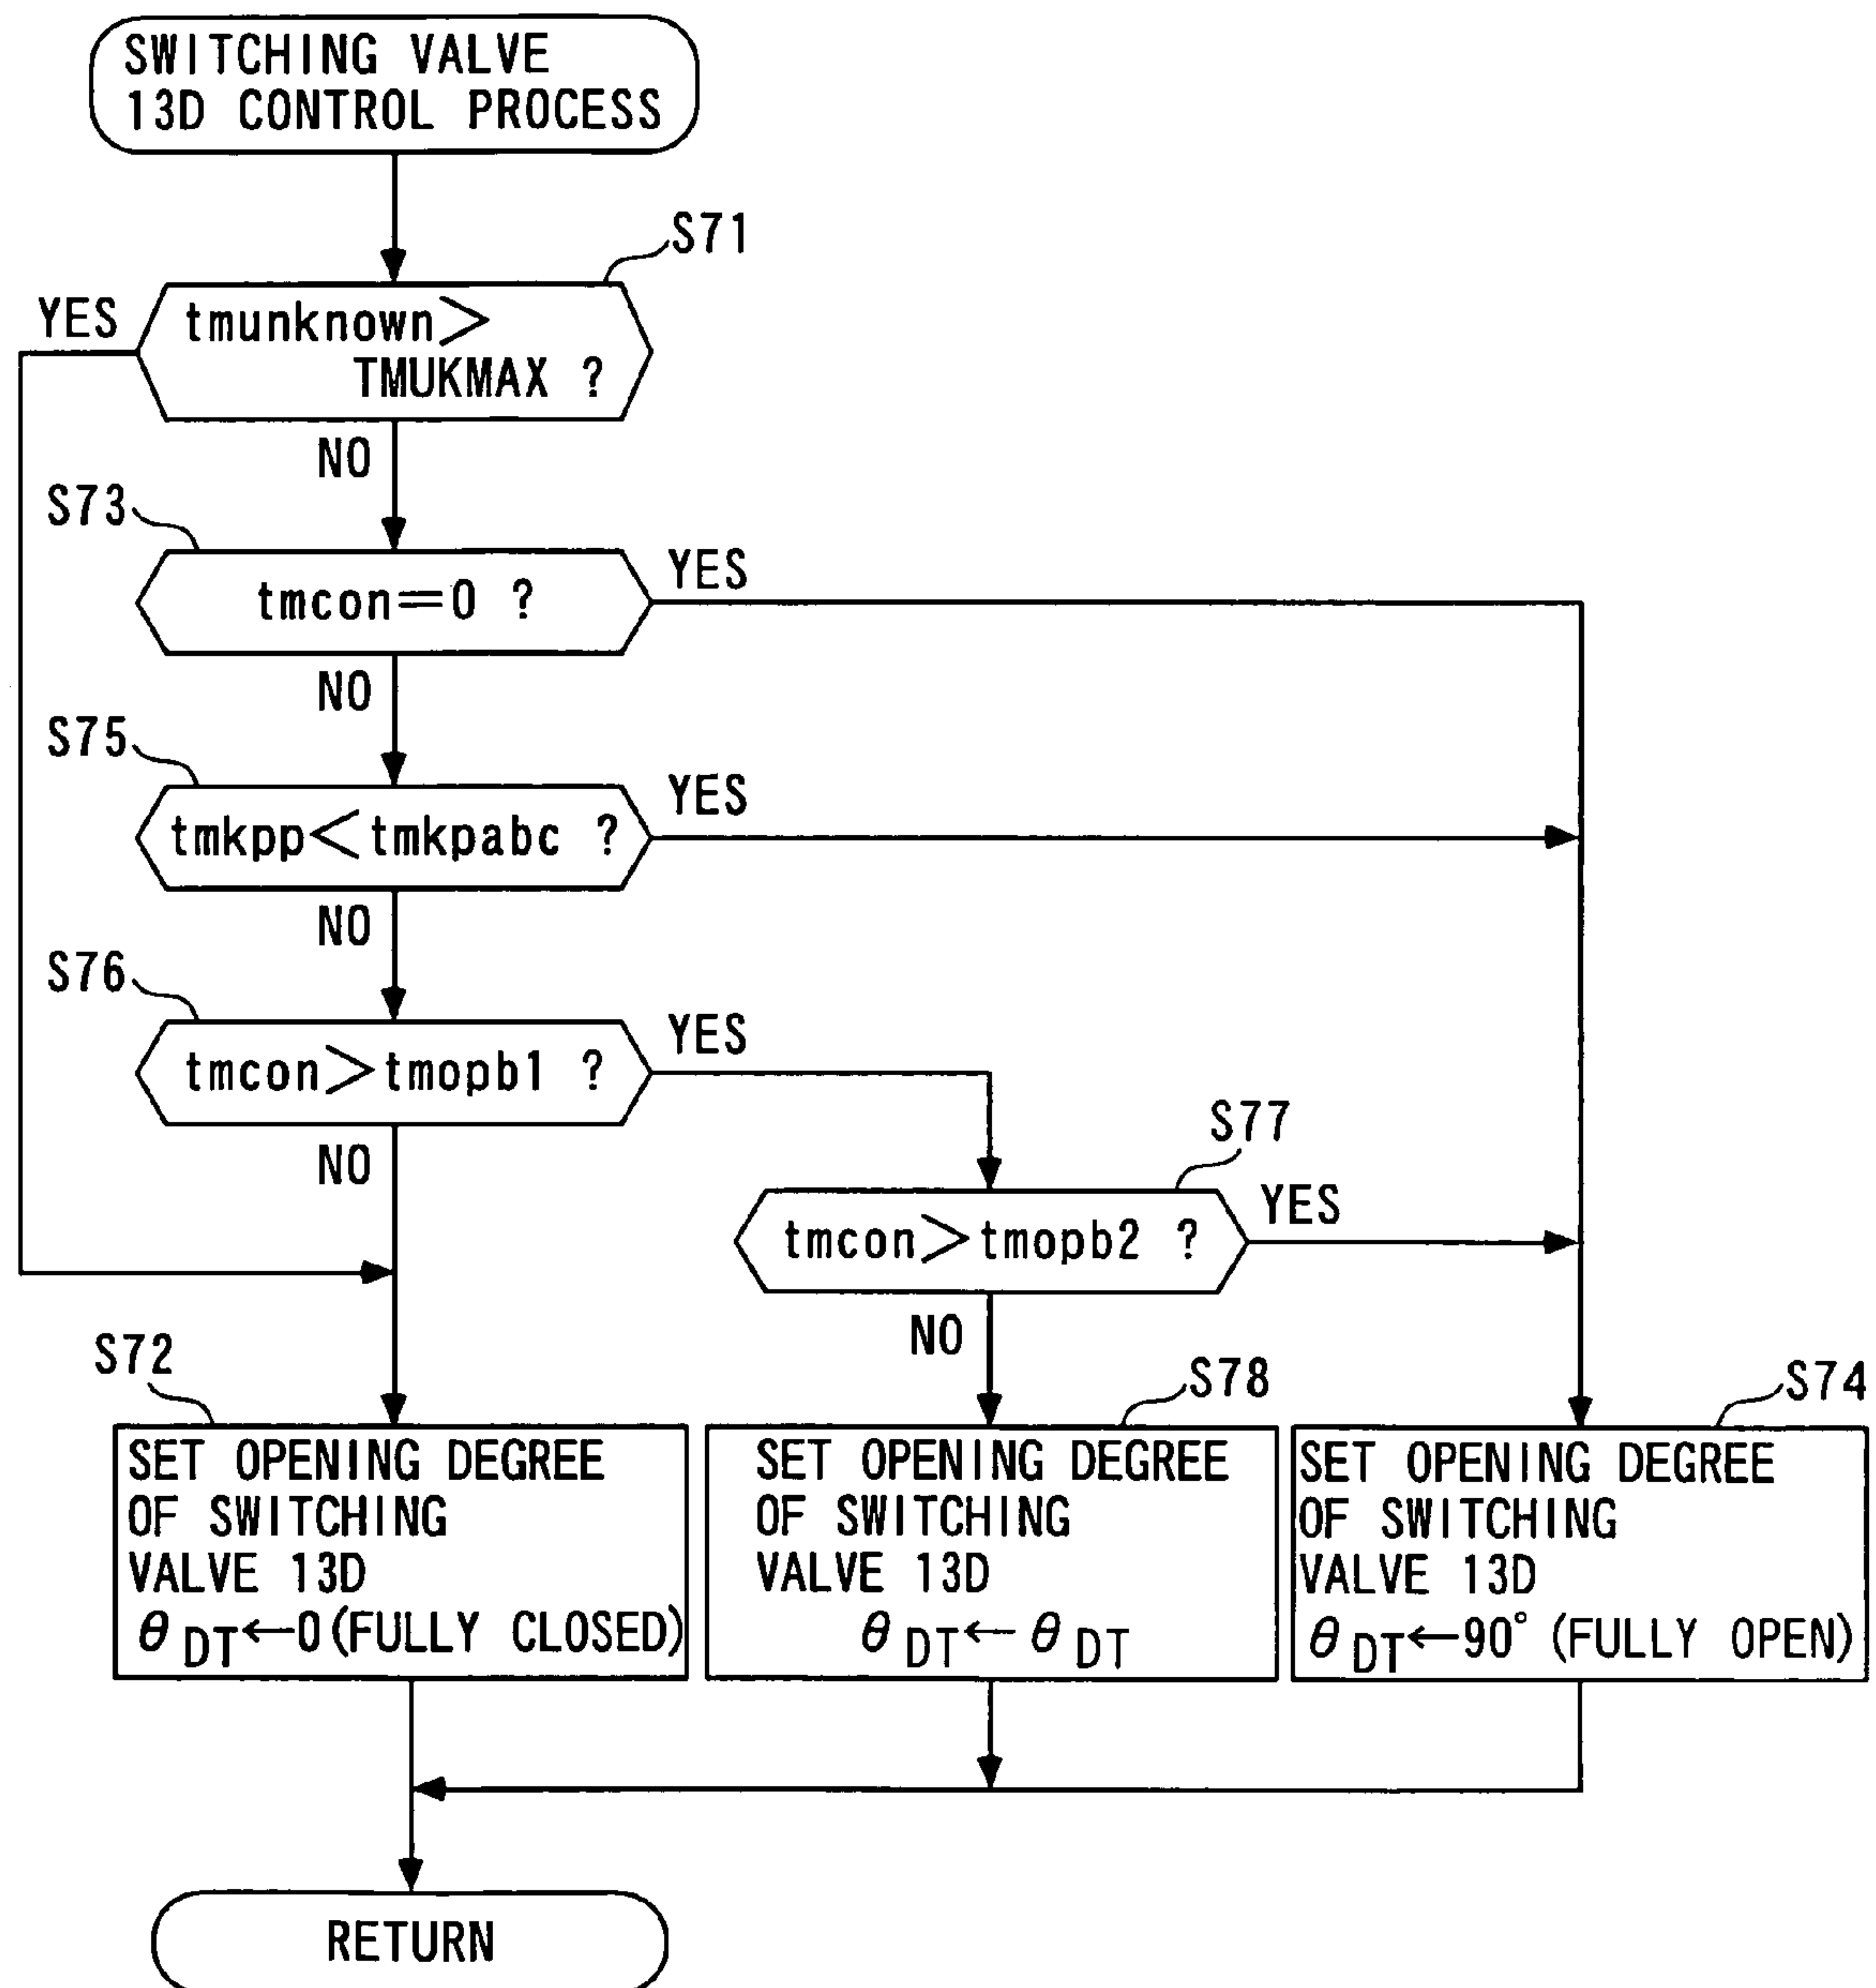 SWITCHING VALVE
13D CONTROL PROCESS
S71
YES
tmunknown>
TMUKMAX ?
NO
S73
YES
tmcon=0 ?
NO
S75
YES
tmkpp<tmkpabc ?
NO
S76
YES
tmcon>tmopb1 ?
NO
S77
YES
tmcon>tmopb2 ?
NO
S72
SET OPENING DEGREE
OF SWITCHING
VALVE 13D
θDT←0(FULLY CLOSED)
S78
SET OPENING DEGREE
OF SWITCHING
VALVE 13D
θDT←θDT
S74
SET OPENING DEGREE
OF SWITCHING
VALVE 13D
θDT←90°(FULLY OPEN)
RETURN